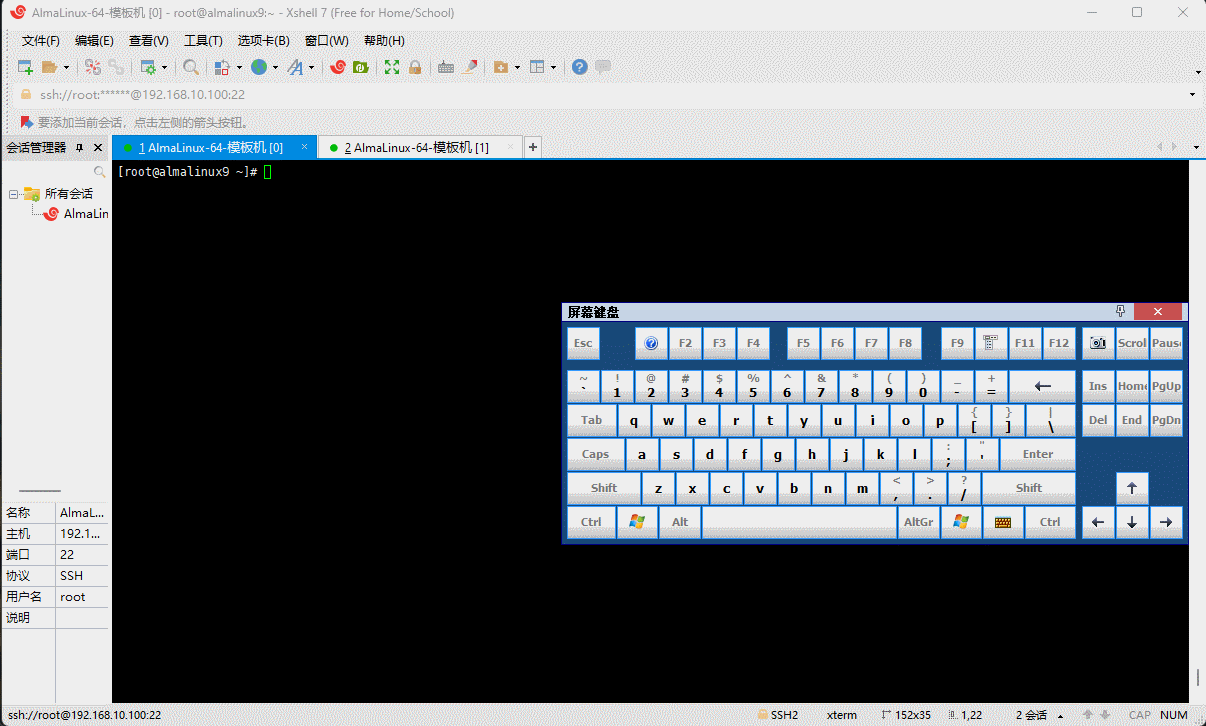 AlmaLinux-64-模板机 [0] - root@almalinux9:~ - Xshell 7 (Free for Home/School)
文件(F) 编辑(E) 查看(V) 工具(T) 选项卡(B) 窗口(W) 帮助(H)
ssh://root:******@192.168.10.100:22
要添加当前会话，点击左侧的箭头按钮。
会话管理器
1 AlmaLinux-64-模板机 [0] × 2 AlmaLinux-64-模板机 [1] × +
[root@almalinux9 ~]#
所有会话
AlmaLin
屏幕键盘
Esc F2 F3 F4 F5 F6 F7 F8 F9 F11 F12 Scrol Paus
~ ! @ # $ % ^ & * ( ) _ +
` 1 2 3 4 5 6 7 8 9 0 - = ← Ins Home PgUp
{ } |
Tab q w e r t y u i o p [ ] \ Del End PgDn
: "
Caps a s d f g h j k l ; ' Enter
< > ?
Shift z x c v b n m , . / Shift ↑
Ctrl Alt AltGr Ctrl ← ↓ →
名称 AlmaL...
主机 192.1...
端口 22
协议 SSH
用户名 root
说明
ssh://root@192.168.10.100:22 SSH2 xterm 152x35 1,22 2 会话 CAP NUM